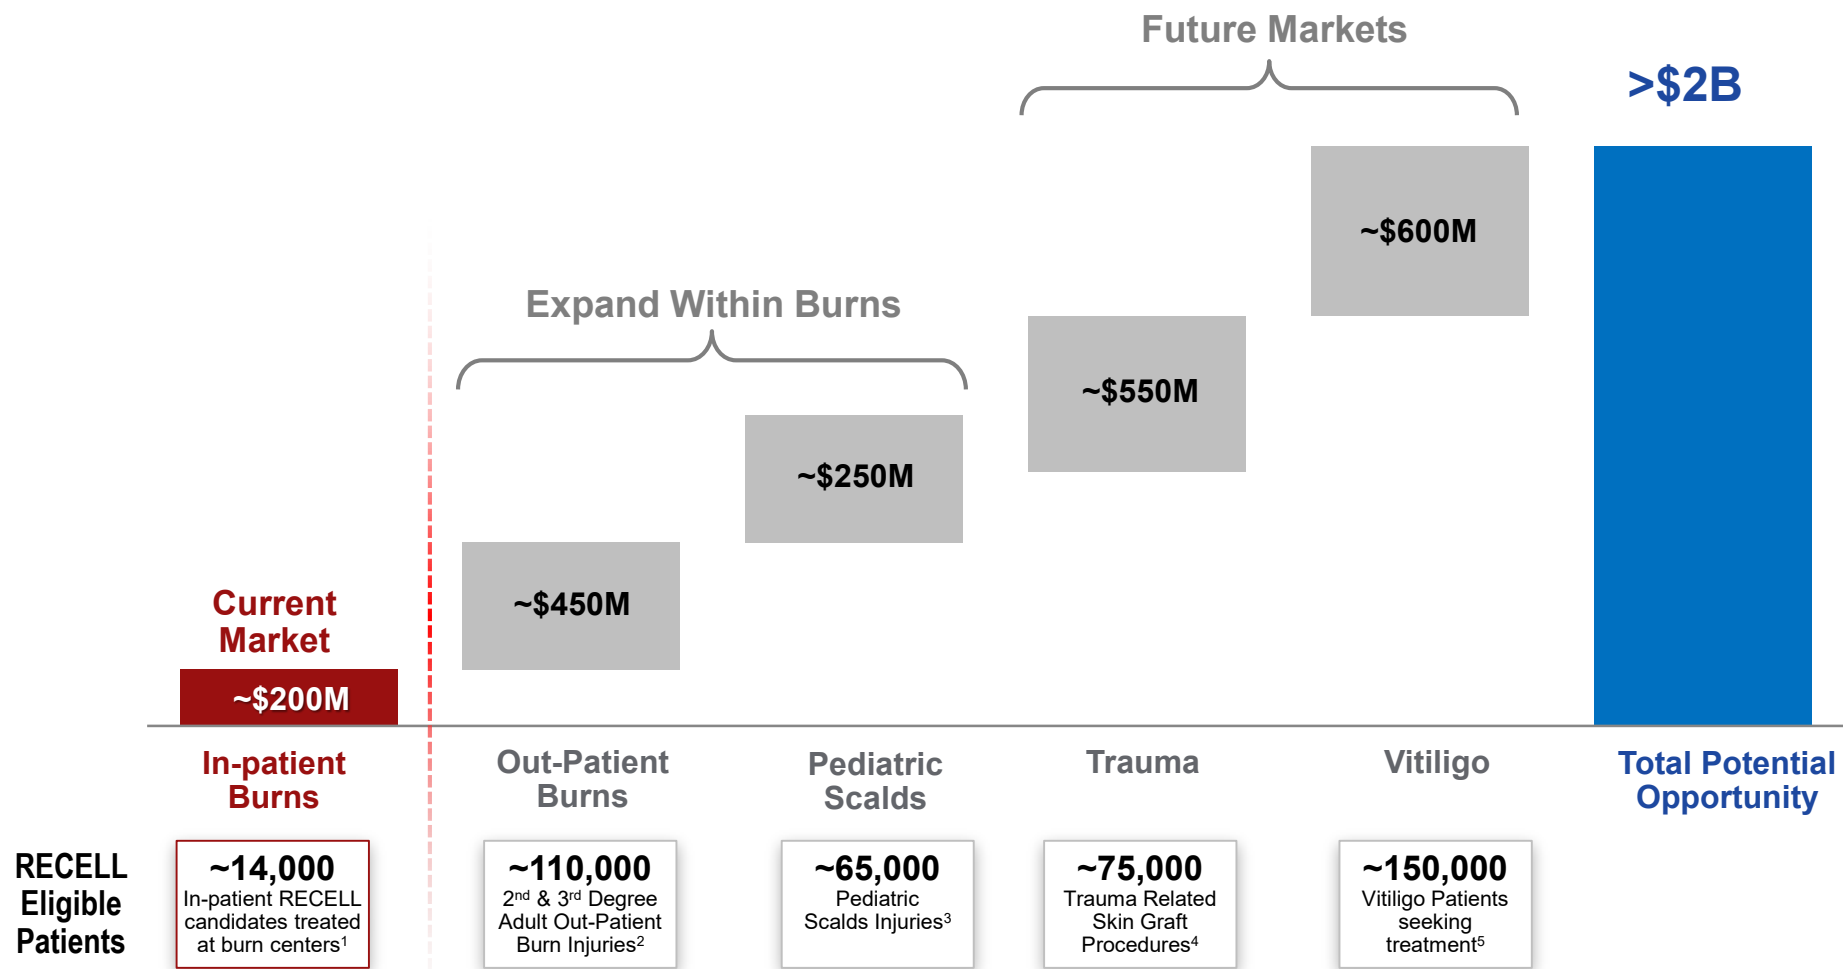 Future Markets
>$2B
~$600M
Expand Within Burns
~$550M
~$250M
~$450M
Current
Market
~$200M
In-patient
Burns
Out-Patient
Burns
Pediatric
Scalds
Trauma
Vitiligo
Total Potential
Opportunity
RECELL
Eligible
Patients
~14,000
In-patient RECELL
candidates treated
at burn centers¹
~110,000
2nd & 3rd Degree
Adult Out-Patient
Burn Injuries²
~65,000
Pediatric
Scalds Injuries³
~75,000
Trauma Related
Skin Graft
Procedures⁴
~150,000
Vitiligo Patients
seeking
treatment⁵